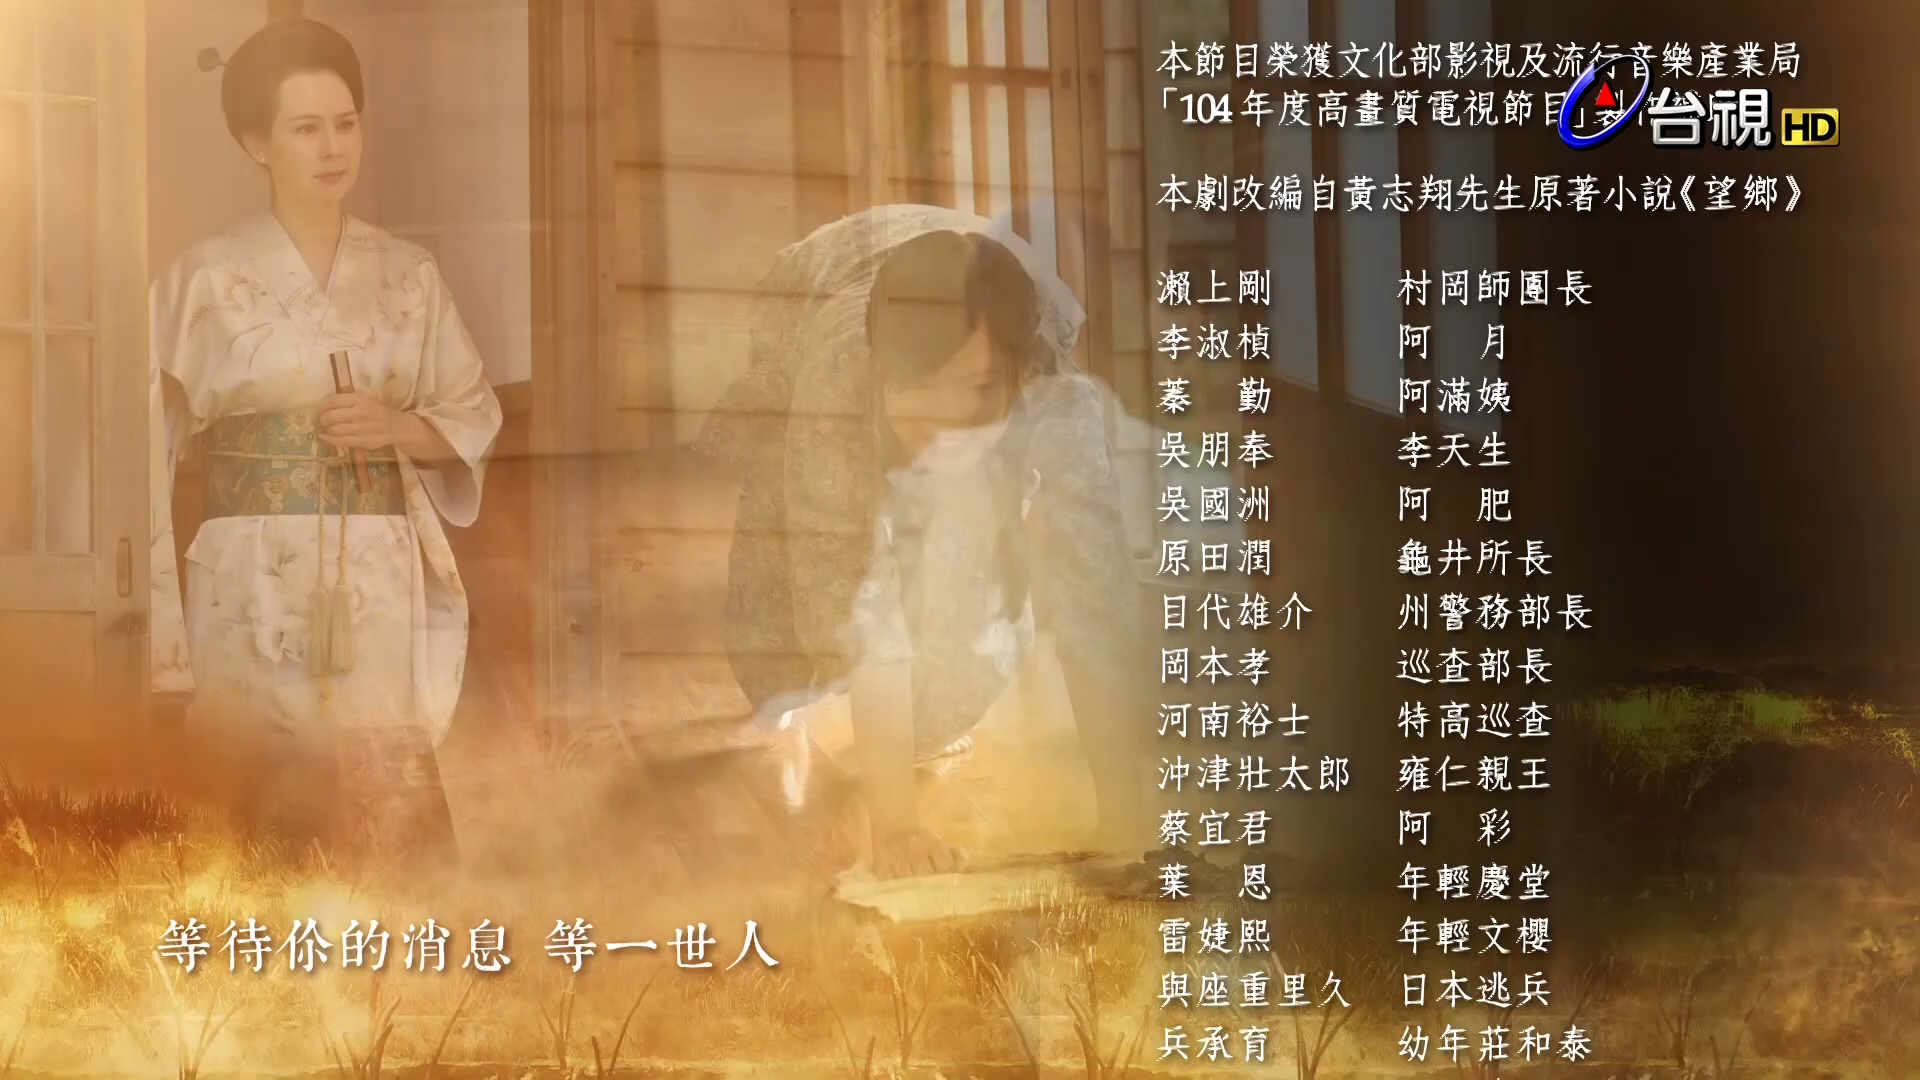 本節目榮獲文化部影視及流行音樂產業局
「104年度高畫質電視節目」製作補助
台視HD
本劇改編自黃志翔先生原著小說《望鄉》
瀨上剛 村岡師團長
李淑楨 阿 月
蓁 勤 阿滿姨
吳朋奉 李天生
吳國洲 阿 肥
原田潤 龜井所長
目代雄介 州警務部長
岡本孝 巡查部長
河南裕士 特高巡查
沖津壯太郎 雍仁親王
蔡宜君 阿 彩
葉 恩 年輕慶堂
雷婕熙 年輕文櫻
與座重里久 日本逃兵
兵承育 幼年莊和泰
等待你的消息 等一世人